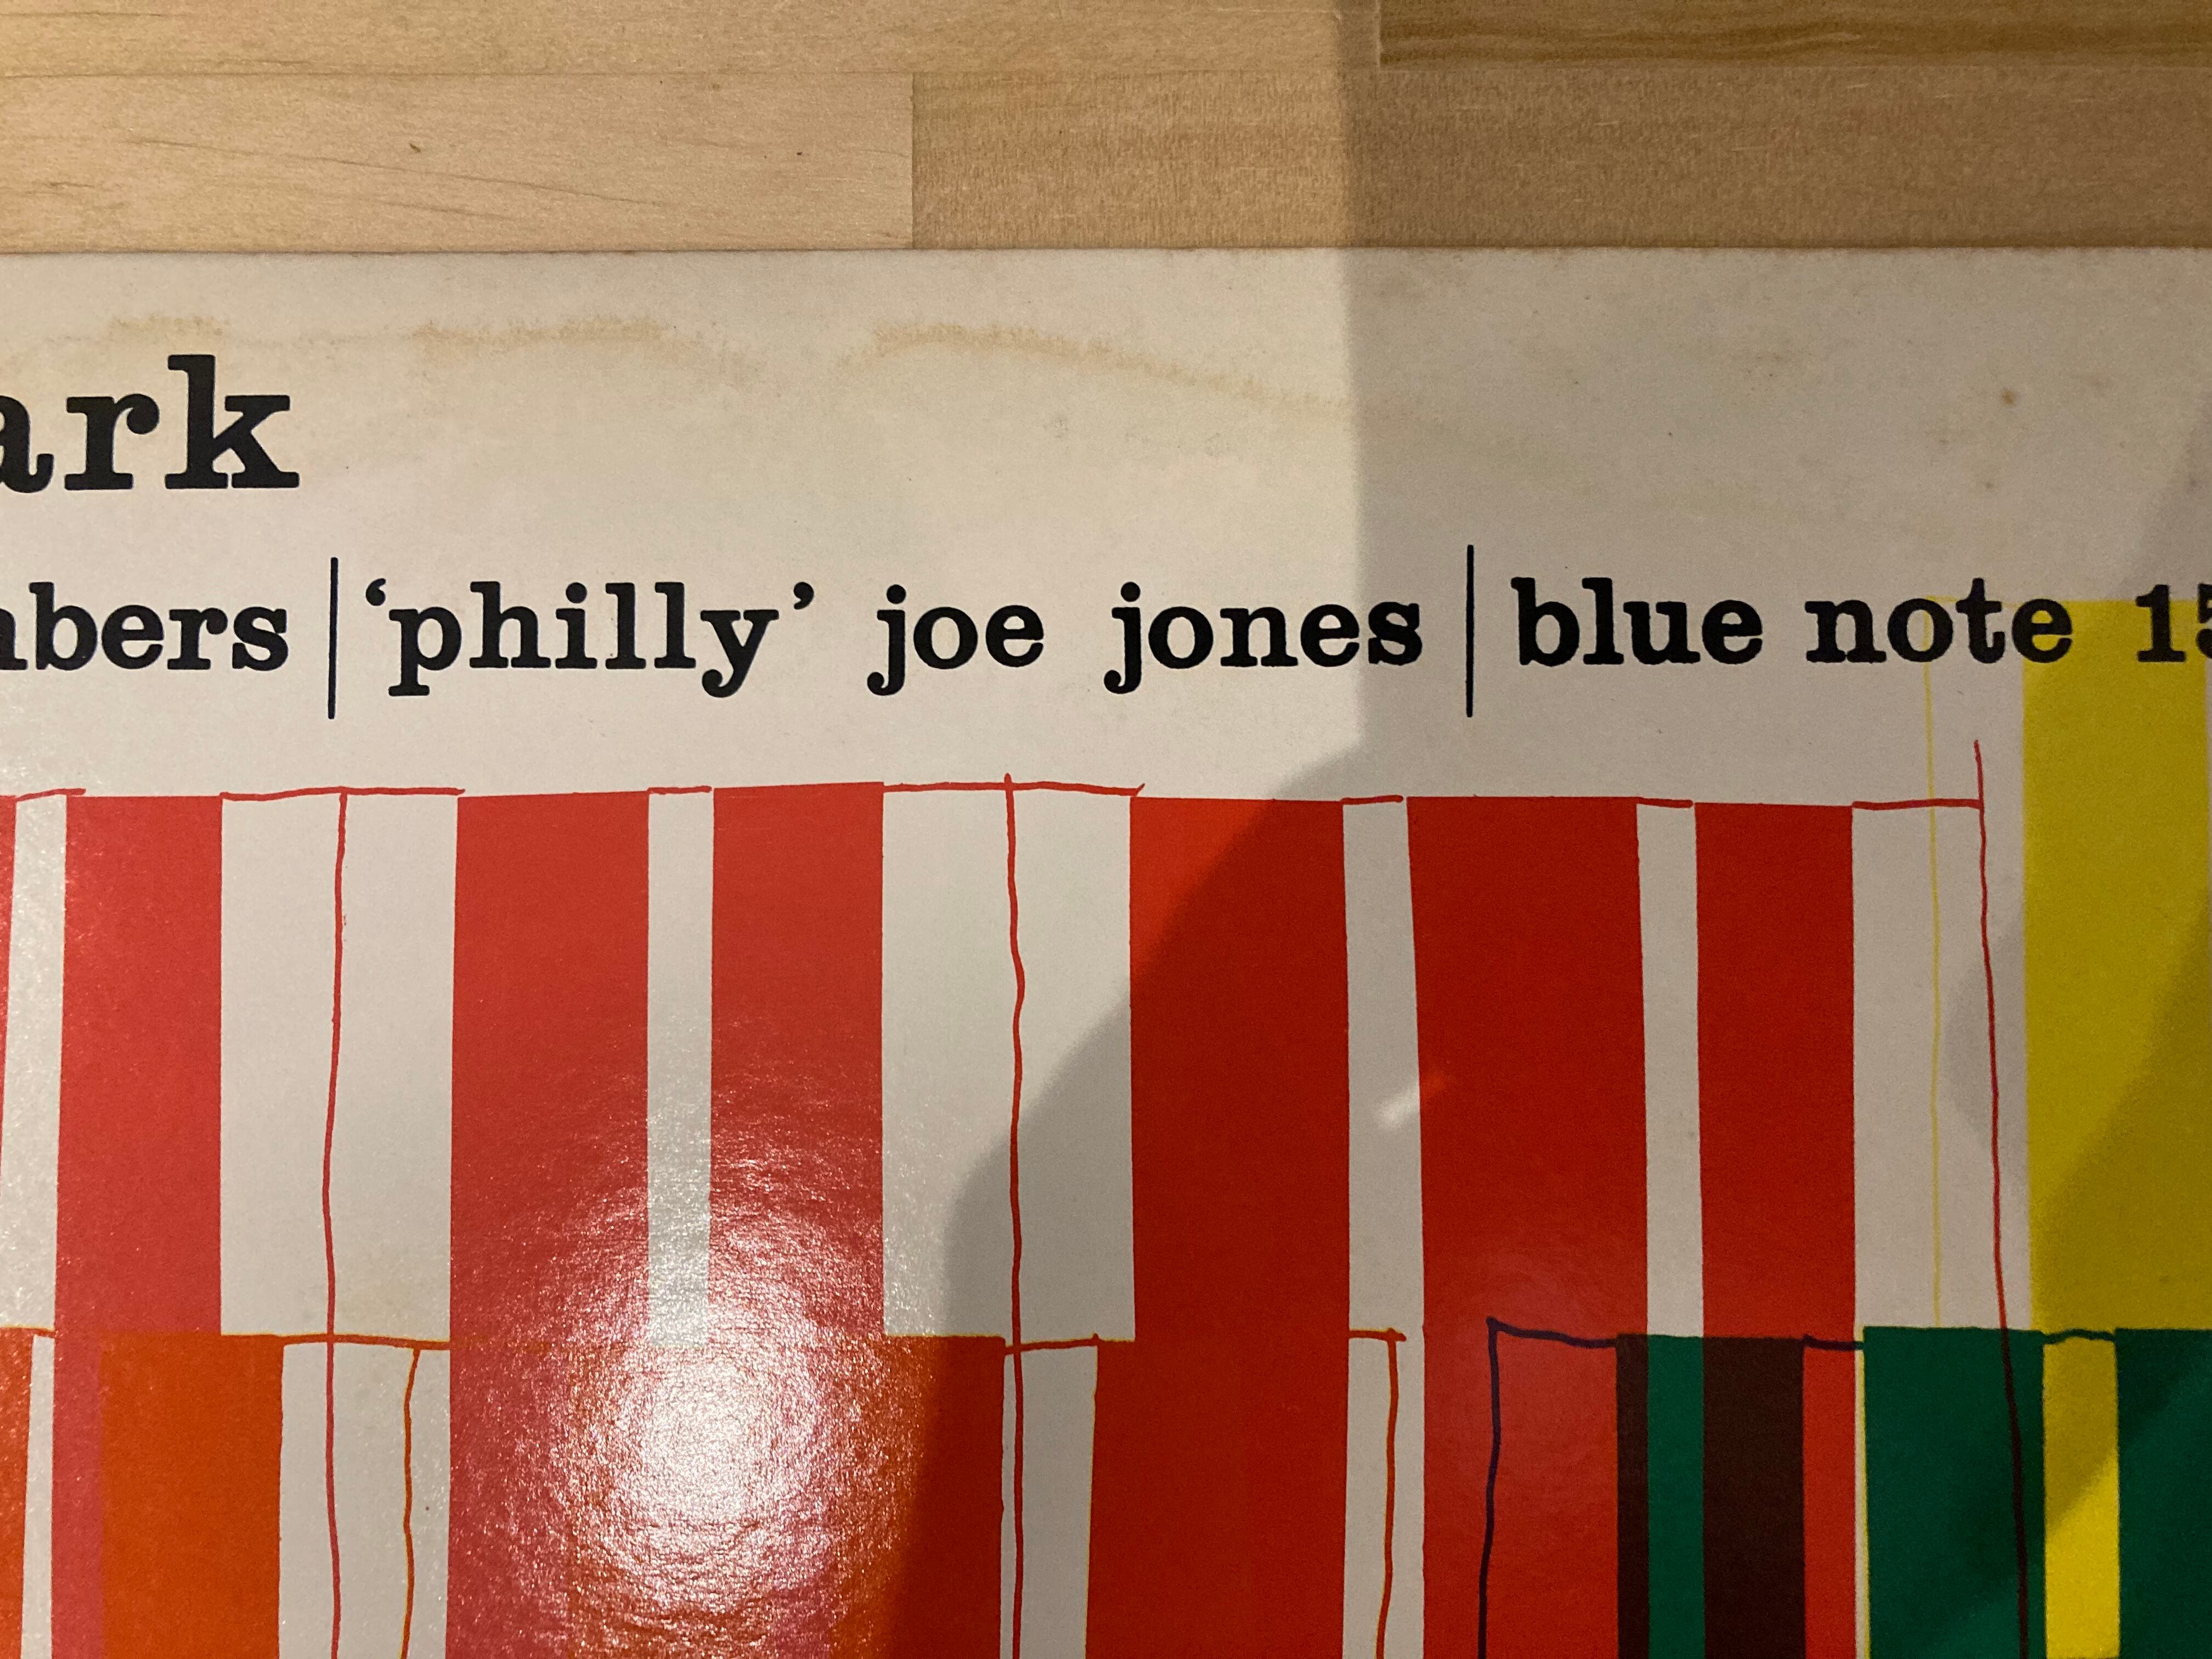 ark
mbers | ‘philly’ joe jones | blue note 15